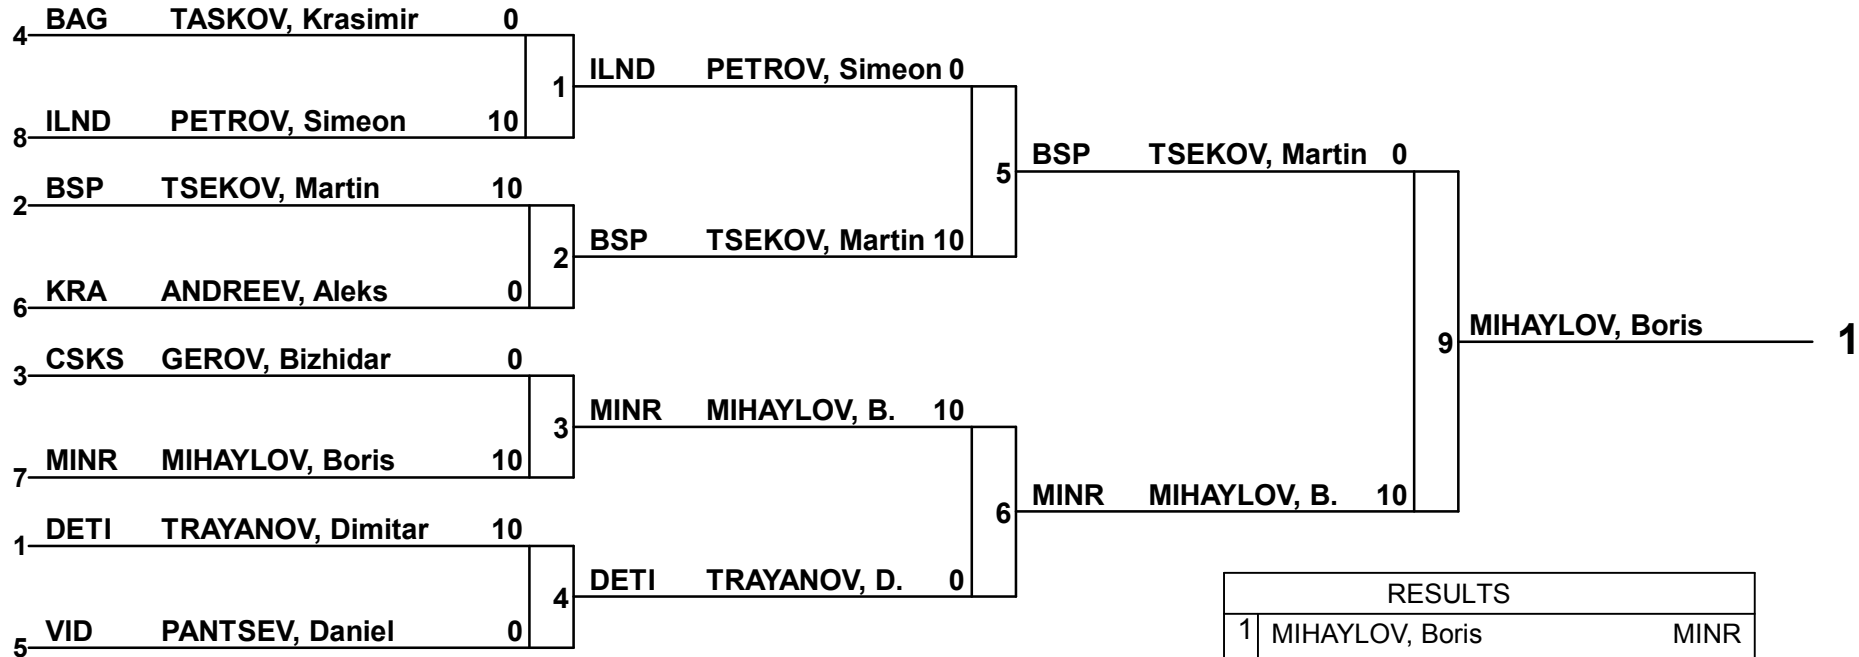 4 BAG TASKOV, Krasimir 0
1 ILND PETROV, Simeon 0
8 ILND PETROV, Simeon 10
5 BSP TSEKOV, Martin 0
2 BSP TSEKOV, Martin 10
2 BSP TSEKOV, Martin 10
6 KRA ANDREEV, Aleks 0
9 MIHAYLOV, Boris 1
3 CSKS GEROV, Bizhidar 0
3 MINR MIHAYLOV, B. 10
7 MINR MIHAYLOV, Boris 10
6 MINR MIHAYLOV, B. 10
1 DETI TRAYANOV, Dimitar 10
4 DETI TRAYANOV, D. 0
5 VID PANTSEV, Daniel 0
RESULTS
1 MIHAYLOV, Boris MINR